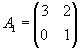 A₁ = (3 2
0 1)